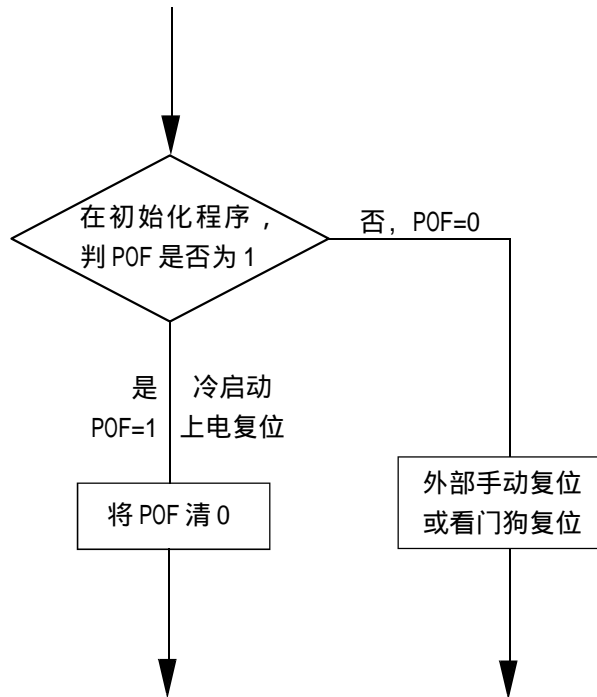 在初始化程序，
判 POF 是否为 1
否, POF=0
是 冷启动
POF=1 上电复位
将 POF 清 0
外部手动复位
或看门狗复位